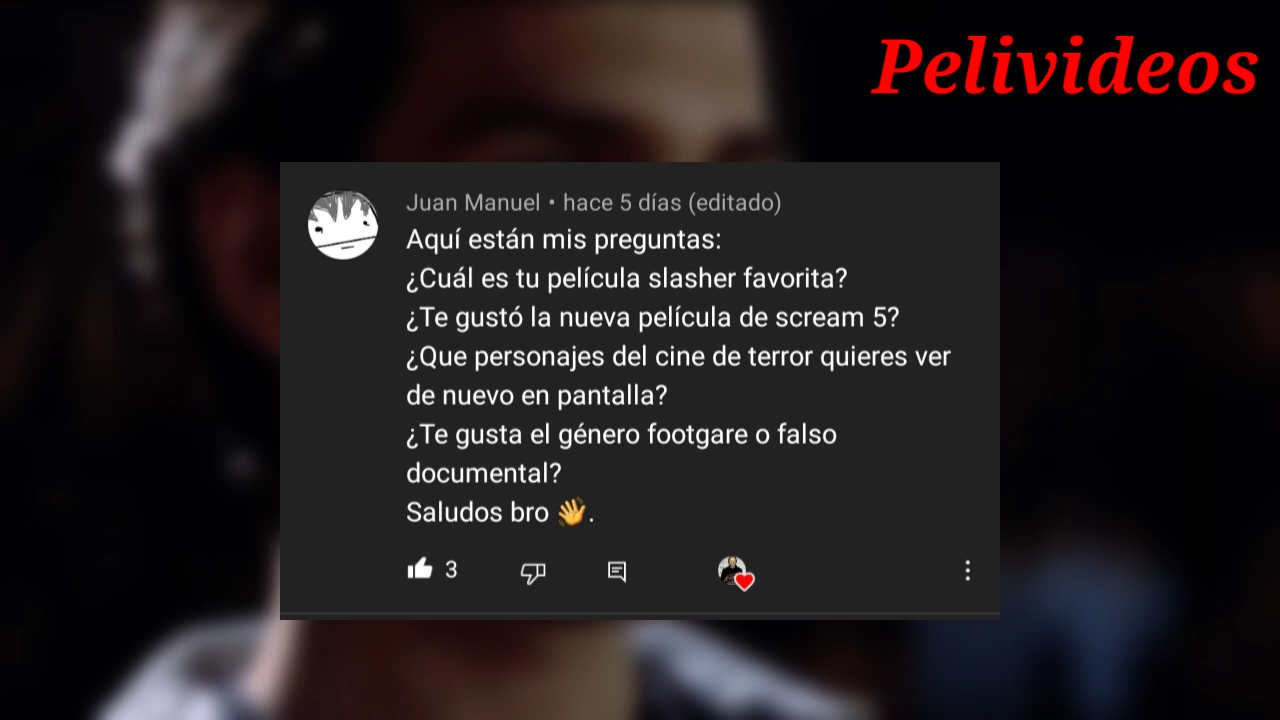 Pelivideos
Juan Manuel • hace 5 días (editado)
Aquí están mis preguntas:
¿Cuál es tu película slasher favorita?
¿Te gustó la nueva película de scream 5?
¿Que personajes del cine de terror quieres ver
de nuevo en pantalla?
¿Te gusta el género footgare o falso
documental?
Saludos bro 👋.
3